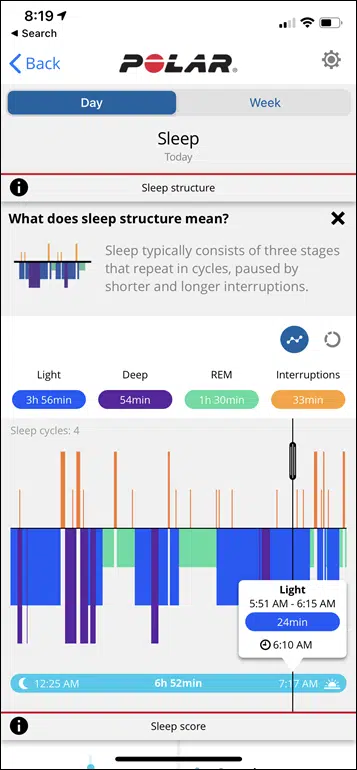 8:19
Search
Back
POLAR
Day
Week
Sleep
Today
Sleep structure
What does sleep structure mean?
Sleep typically consists of three stages
that repeat in cycles, paused by
shorter and longer interruptions.
Light
Deep
REM
Interruptions
3h 56min
54min
1h 30min
33min
Sleep cycles: 4
Light
5:51 AM - 6:15 AM
24min
6:10 AM
12:25 AM
6h 52min
7:17 AM
Sleep score